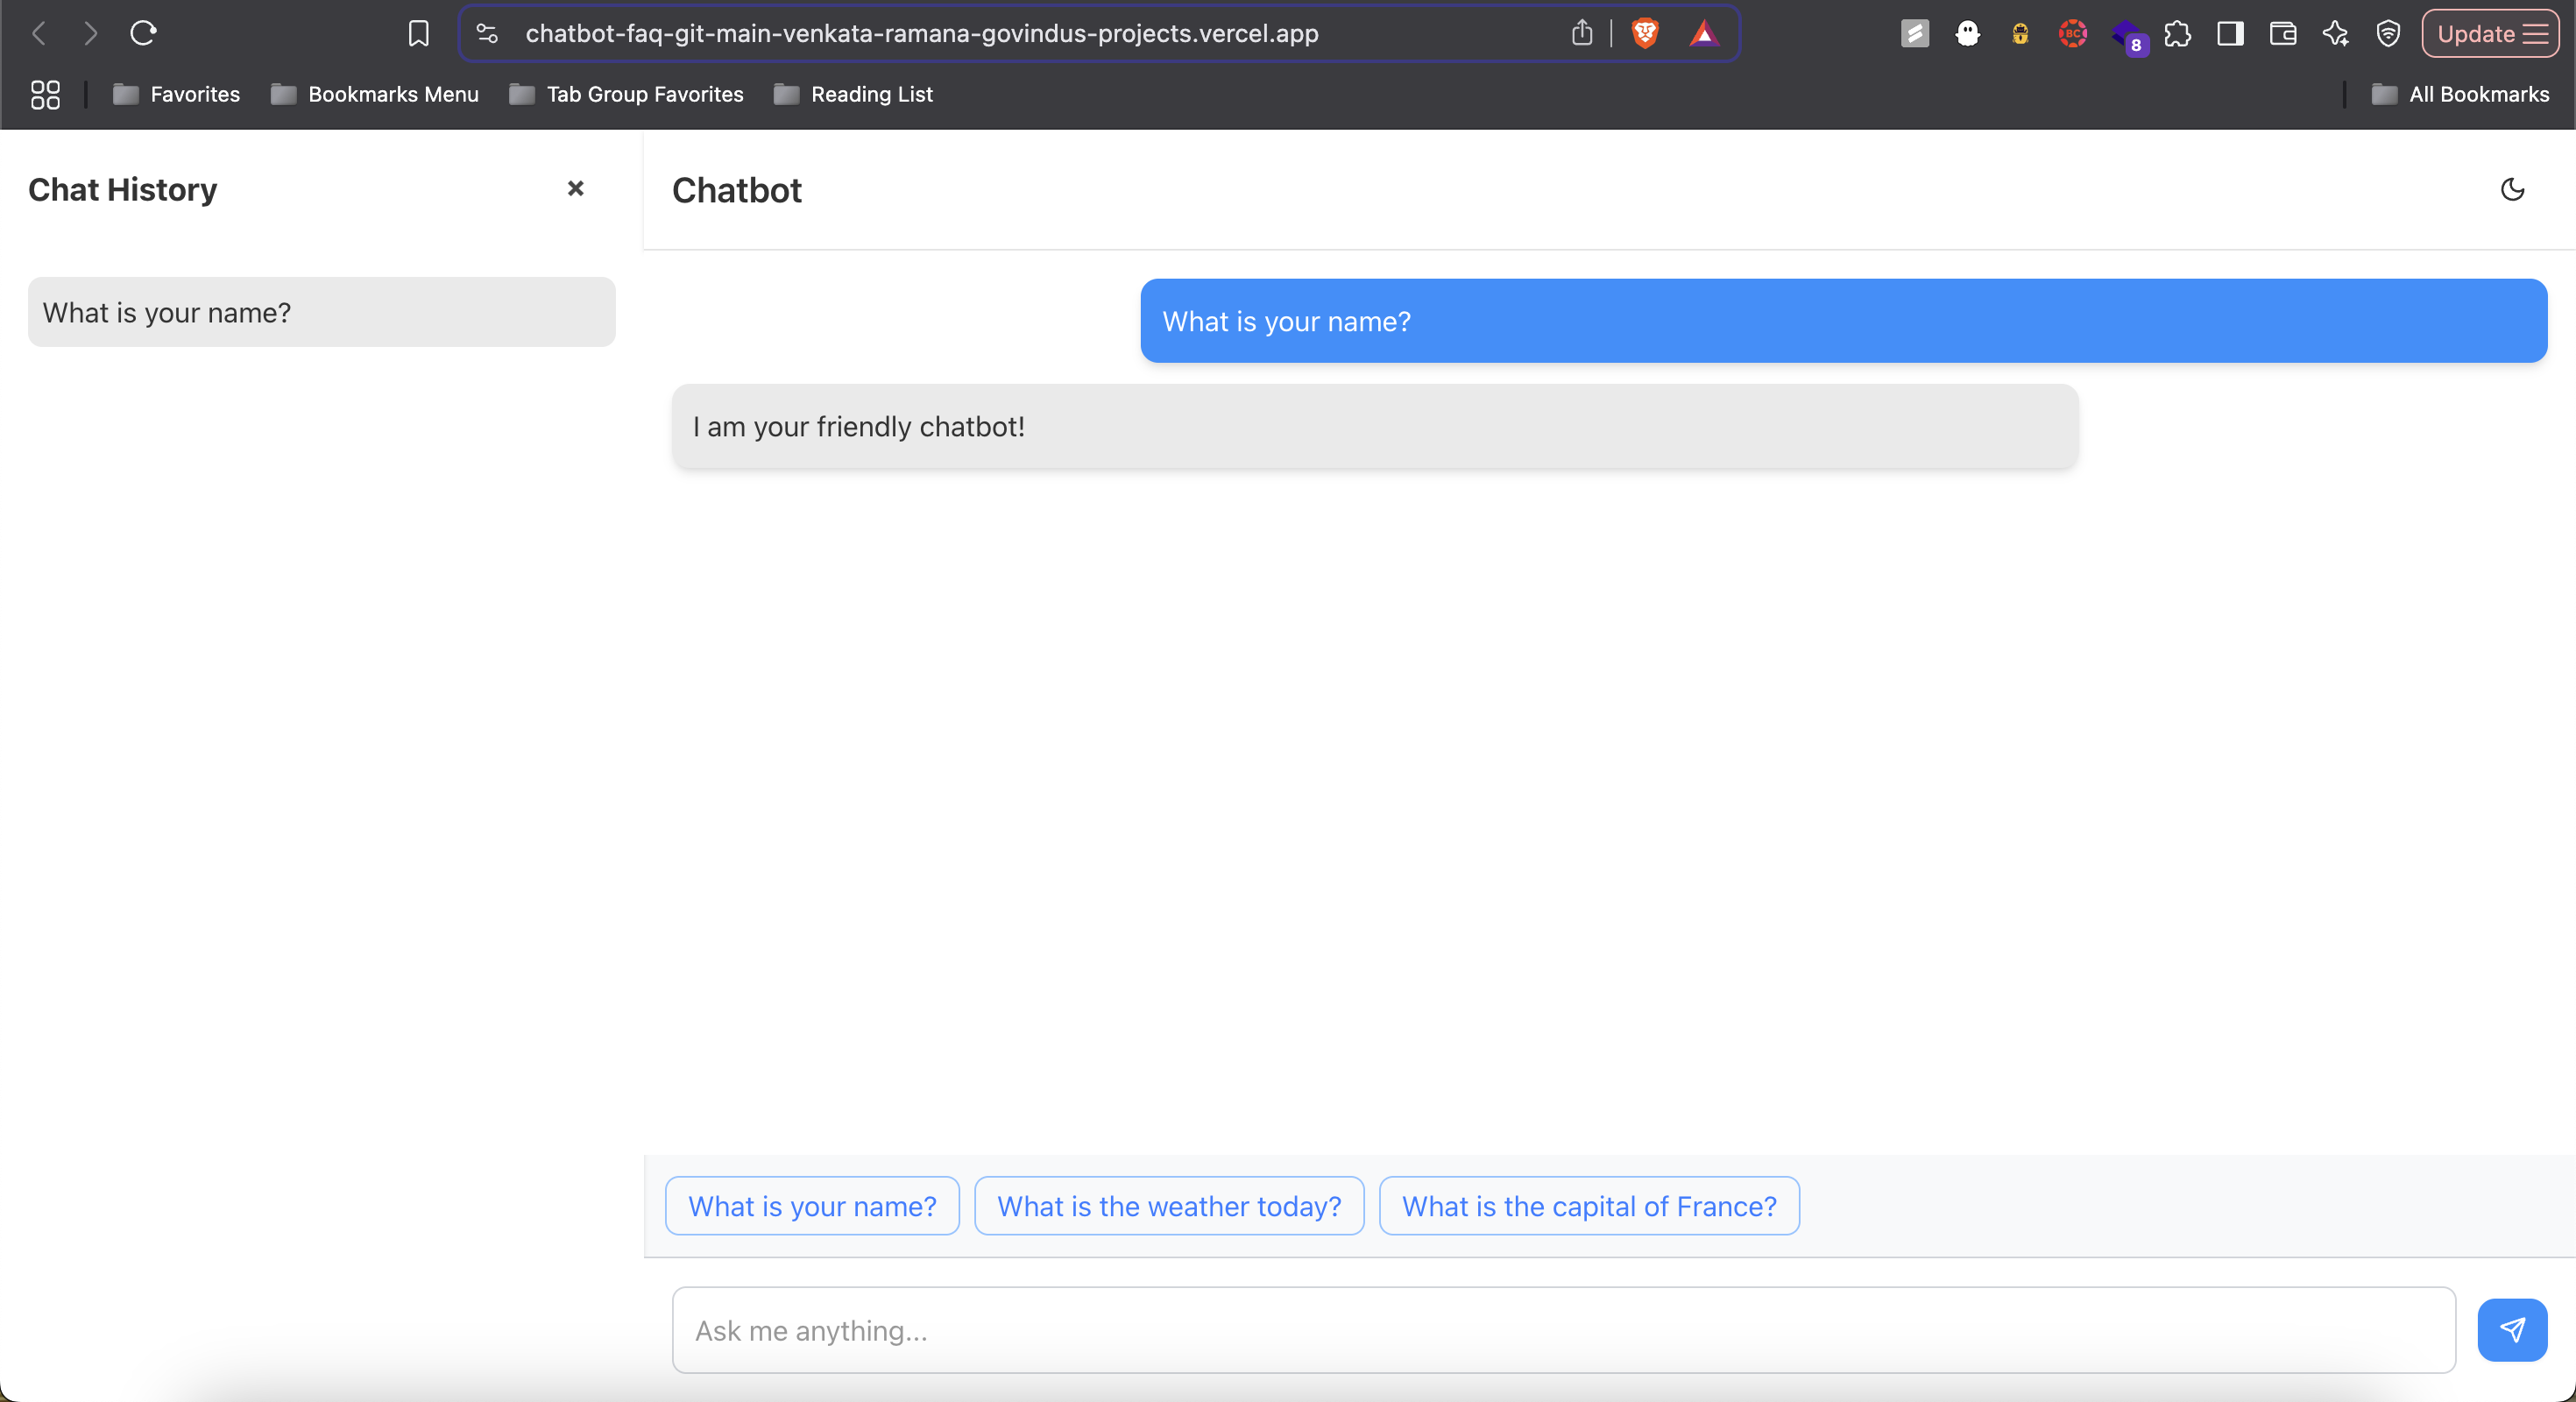 chatbot-faq-git-main-venkata-ramana-govindus-projects.vercel.app
BC
8
Update
Favorites
Bookmarks Menu
Tab Group Favorites
Reading List
All Bookmarks
Chat History
×
Chatbot
What is your name?
What is your name?
I am your friendly chatbot!
What is your name?
What is the weather today?
What is the capital of France?
Ask me anything...